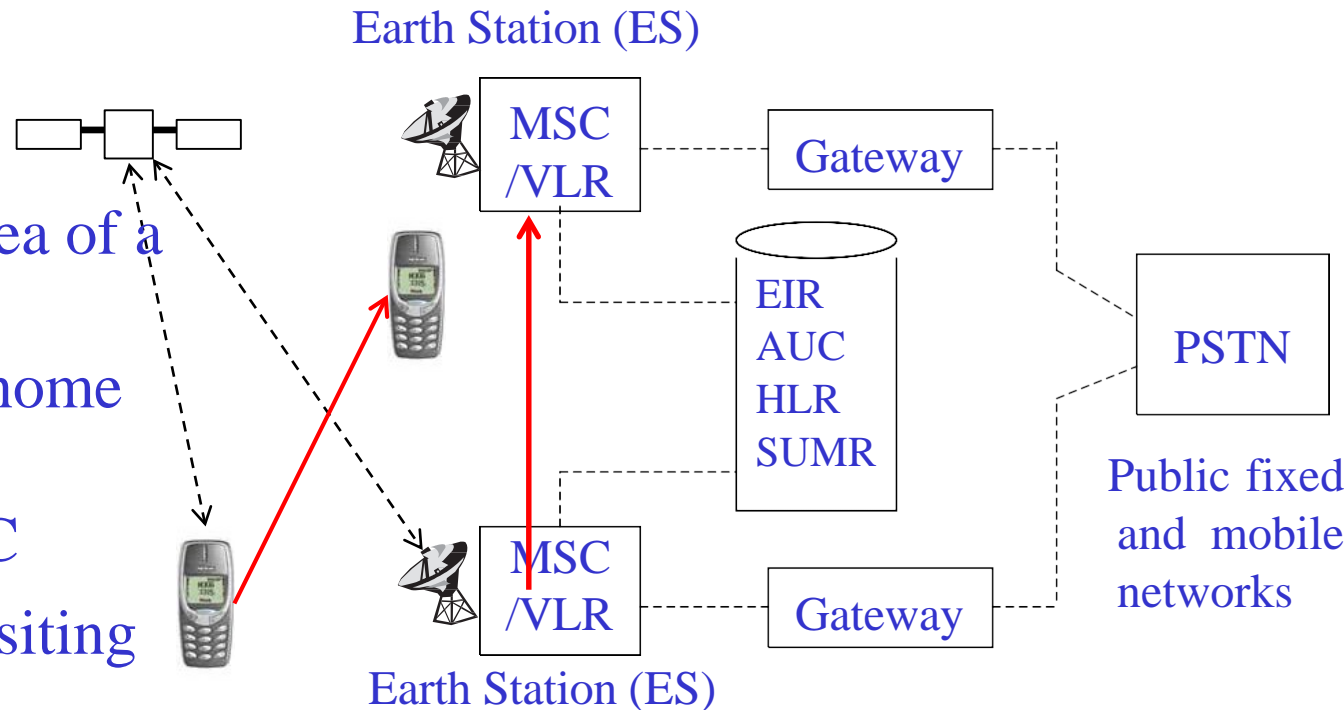 Earth Station (ES)
MSC
/VLR
Gateway
ea of a
EIR
AUC
HLR
SUMR
PSTN
home
Public fixed
and mobile
networks
C
siting
MSC
/VLR
Gateway
Earth Station (ES)